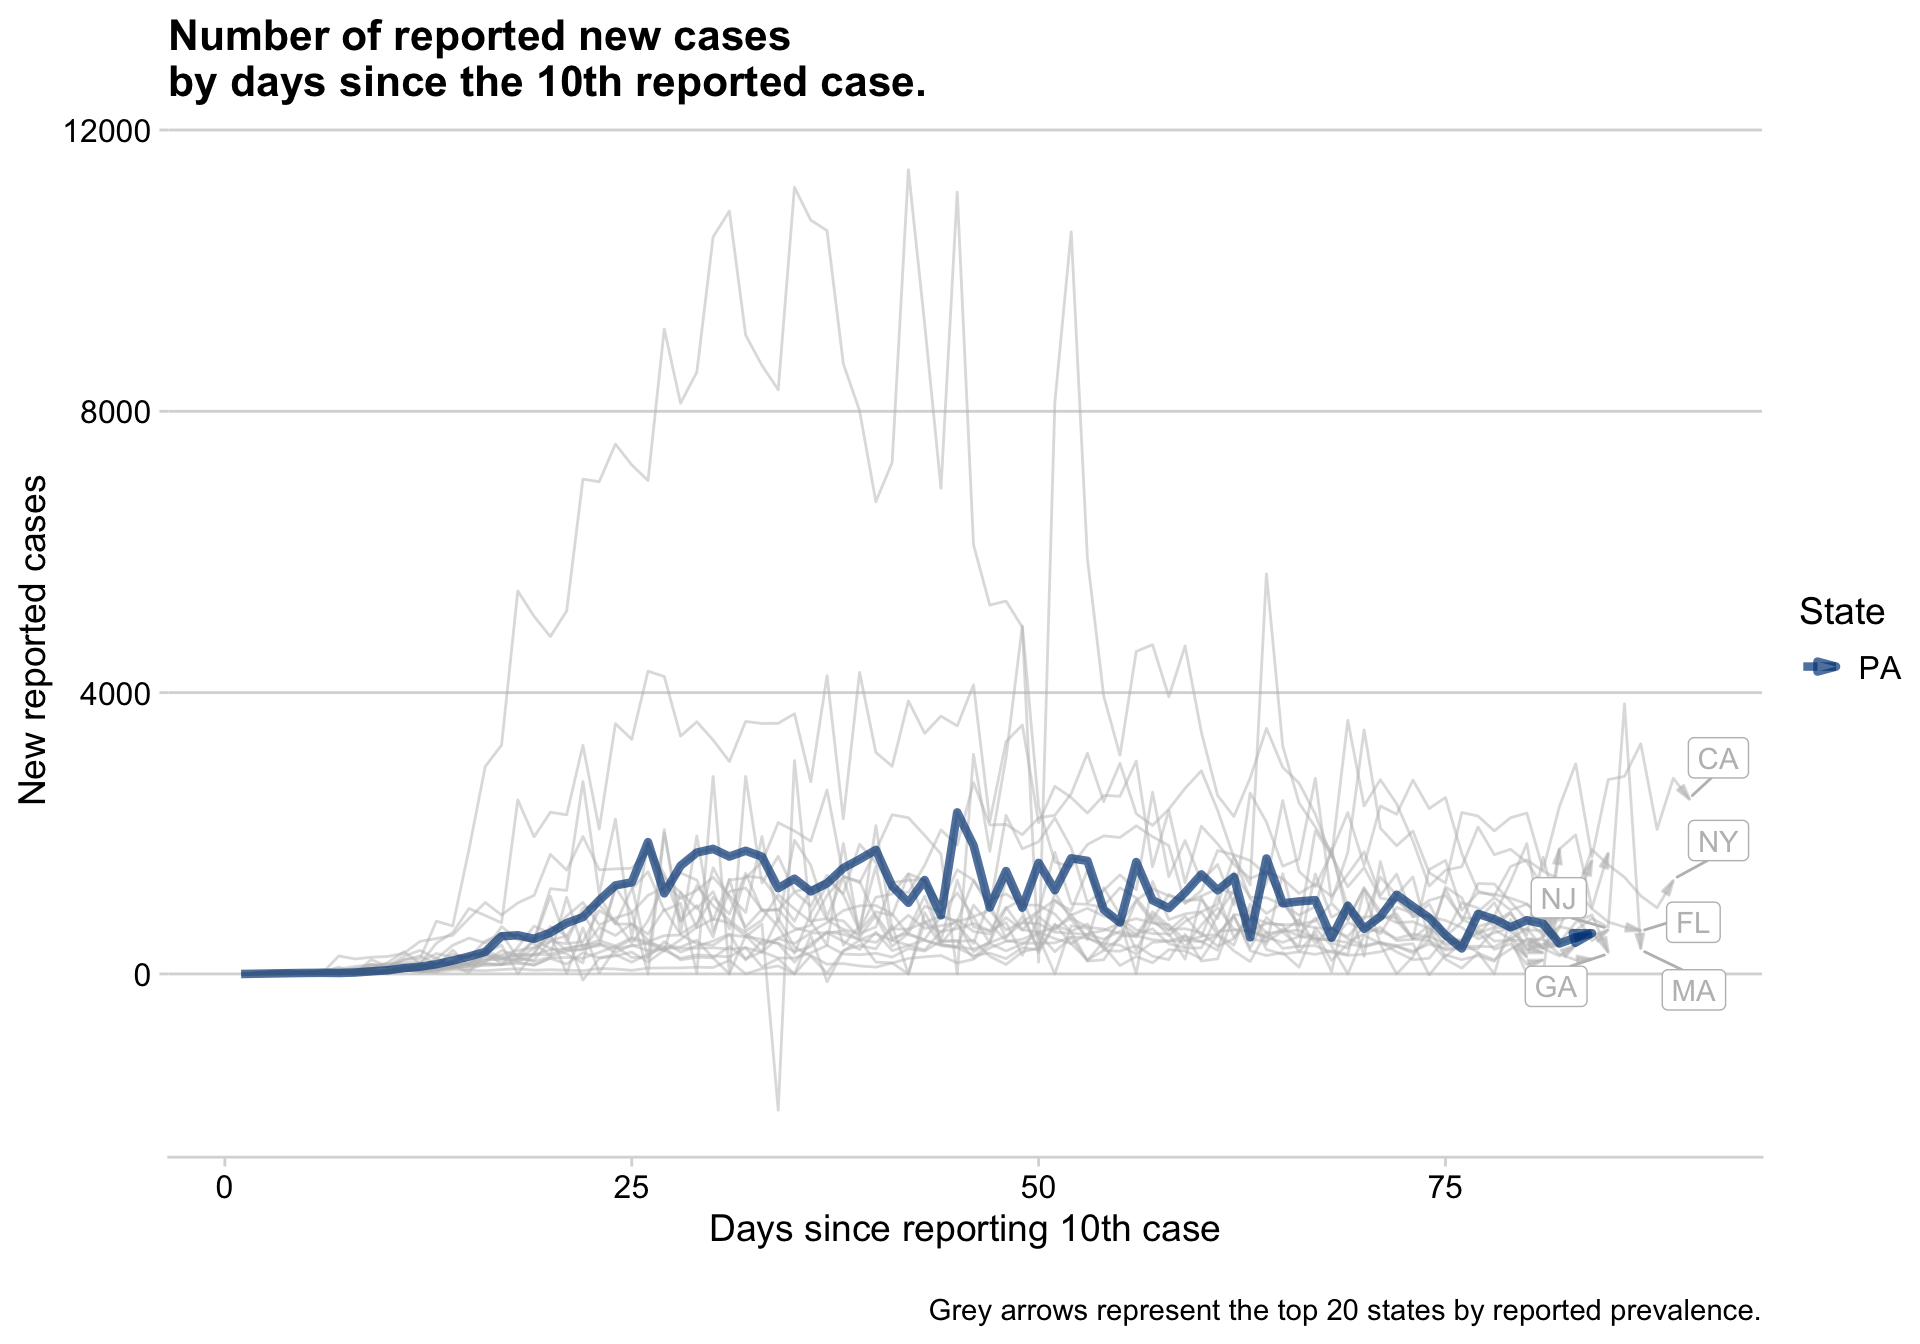 Number of reported new cases
by days since the 10th reported case.
12000
8000
4000
0
New reported cases
0
25
50
75
Days since reporting 10th case
CA
NY
NJ
FL
GA
MA
State
PA
Grey arrows represent the top 20 states by reported prevalence.